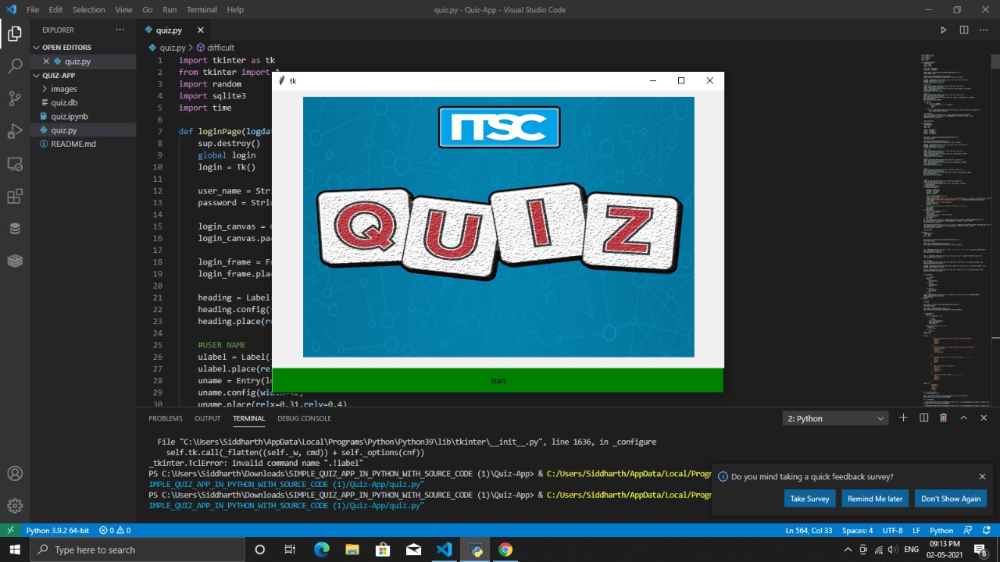 File Edit Selection View Go Run Terminal Help
quiz.py - Quiz-App - Visual Studio Code
EXPLORER
OPEN EDITORS
quiz.py
QUIZ-APP
images
quiz.db
quiz.ipynb
quiz.py
README.md
quiz.py
quiz.py > difficult
1 import tkinter as tk
2 from tkinter import *
3 import random
4 import sqlite3
5 import time
6
7 def loginPage(logdat
8 sup.destroy()
9 global login
10 login = Tk()
11
12 user_name = Stri
13 password = Strin
14
15 login_canvas =
16 login_canvas.pa
17
18 login_frame = Fr
19 login_frame.plac
20
21 heading = Label(
22 heading.config(
23 heading.place(re
24
25 #USER NAME
26 ulabel = Label(
27 ulabel.place(re
28 uname = Entry(lo
29 uname.config(width=42)
30 uname.place(relx=0.31,rely=0.4)
tk
ITSC
QUIZ
Start
PROBLEMS OUTPUT TERMINAL DEBUG CONSOLE
2: Python
File "C:\Users\Siddharth\AppData\Local\Programs\Python\Python39\lib\tkinter\__init__.py", line 1636, in _configure
self.tk.call(_flatten((self._w, cmd)) + self._options(cnf))
_tkinter.TclError: invalid command name ".!label"
PS C:\Users\Siddharth\Downloads\SIMPLE_QUIZ_APP_IN_PYTHON_WITH_SOURCE_CODE (1)\Quiz-App> & C:/Users/Siddharth/AppData/Local/Progr
IMPLE_QUIZ_APP_IN_PYTHON_WITH_SOURCE_CODE (1)/Quiz-App/quiz.py"
PS C:\Users\Siddharth\Downloads\SIMPLE_QUIZ_APP_IN_PYTHON_WITH_SOURCE_CODE (1)\Quiz-App> & C:/Users/Siddharth/AppData/Local/Progr
IMPLE_QUIZ_APP_IN_PYTHON_WITH_SOURCE_CODE (1)/Quiz-App/quiz.py"
Do you mind taking a quick feedback survey?
Take Survey
Remind Me later
Don't Show Again
Python 3.9.2 64-bit 0 0
Ln 564, Col 33 Spaces: 4 UTF-8 LF Python
Type here to search
ENG
09:13 PM
02-05-2021
8